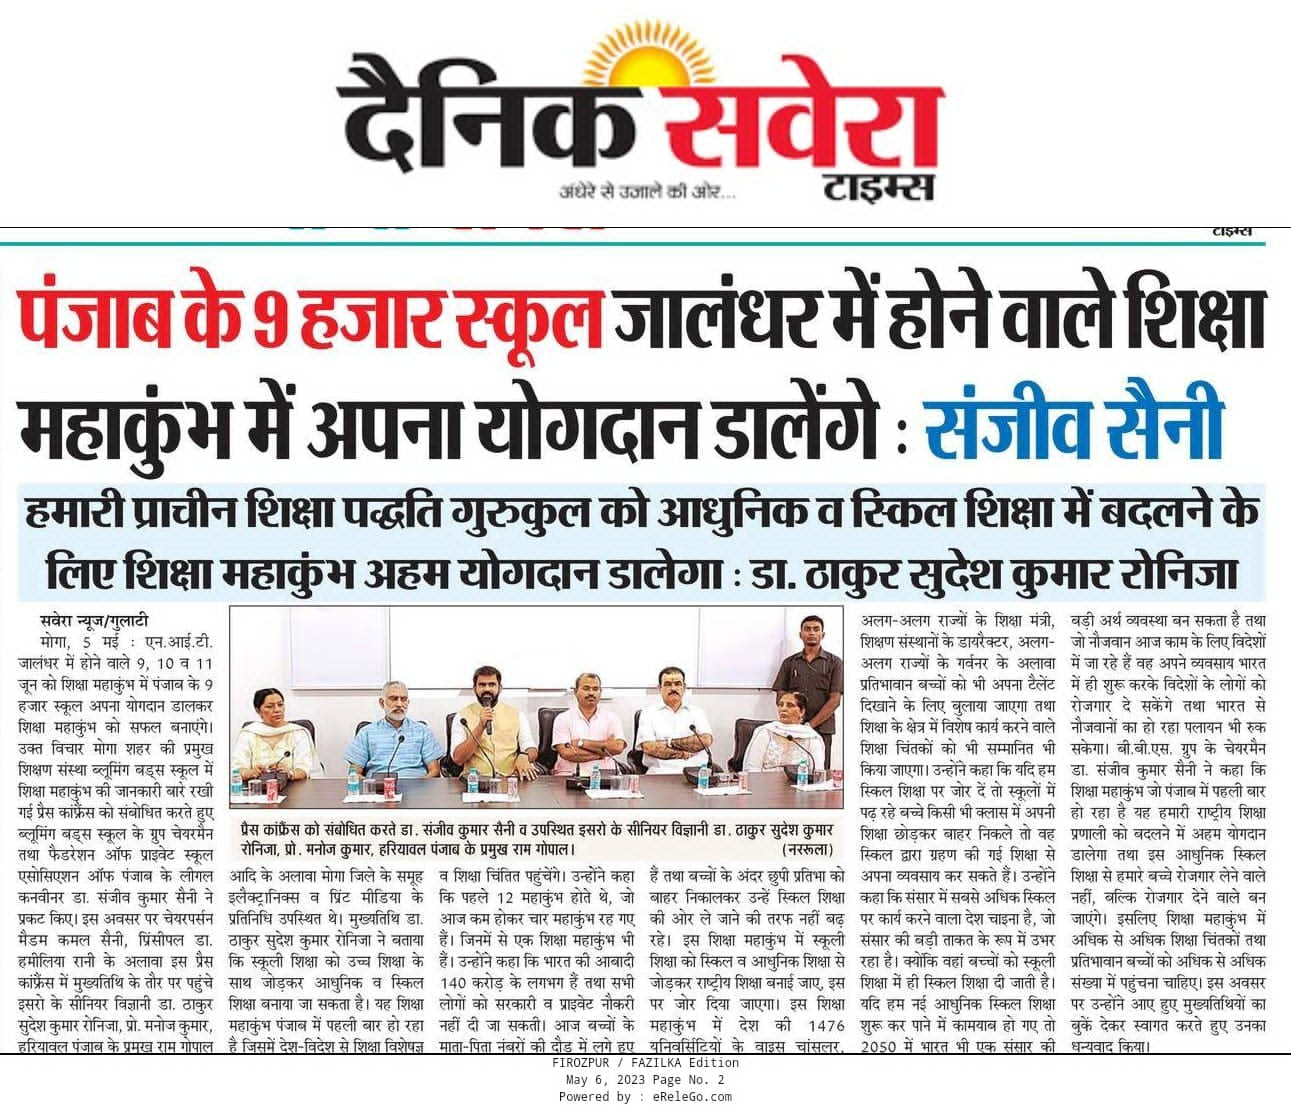 दैनिक सवेरा
टाइम्स
अंधेरे से उजाले की ओर...
टाइम्स
पंजाब के 9 हजार स्कूल जालंधर में होने वाले शिक्षा
महाकुंभ में अपना योगदान डालेंगे : संजीव सैनी
हमारी प्राचीन शिक्षा पद्धति गुरुकुल को आधुनिक व स्किल शिक्षा में बदलने के
लिए शिक्षा महाकुंभ अहम योगदान डालेगा : डा. ठाकुर सुदेश कुमार रोनिजा
सवेरा न्यूज/गुलाटी
मोगा, 5 मई : एन.आई.टी.
जालंधर में होने वाले 9, 10 व 11
जून को शिक्षा महाकुंभ में पंजाब के 9
हजार स्कूल अपना योगदान डालकर
शिक्षा महाकुंभ को सफल बनाएंगे।
उक्त विचार मोगा शहर की प्रमुख
शिक्षण संस्था ब्लूमिंग बड्स स्कूल में
शिक्षा महाकुंभ की जानकारी बारे रखी
गई प्रैस कांफ्रैंस को संबोधित करते हुए
ब्लूमिंग बड्स स्कूल के ग्रुप चेयरमैन
तथा फैडरेशन ऑफ प्राइवेट स्कूल
एसोसिएशन ऑफ पंजाब के लीगल
कनवीनर डा. संजीव कुमार सैनी ने
प्रकट किए। इस अवसर पर चेयरपर्सन
मैडम कमल सैनी, प्रिंसीपल डा.
हमीलिया रानी के अलावा इस प्रैस
कांफ्रैंस में मुख्यतिथि के तौर पर पहुंचे
इसरो के सीनियर विज्ञानी डा. ठाकुर
सुदेश कुमार रोनिजा, प्रो. मनोज कुमार,
हरियावल पंजाब के प्रमुख राम गोपाल
प्रैस कांफ्रैंस को संबोधित करते डा. संजीव कुमार सैनी व उपस्थित इसरो के सीनियर विज्ञानी डा. ठाकुर सुदेश कुमार
रोनिजा, प्रो. मनोज कुमार, हरियावल पंजाब के प्रमुख राम गोपाल। (नररूला)
आदि के अलावा मोगा जिले के समूह
इलैक्ट्रानिक्स व प्रिंट मीडिया के
प्रतिनिधि उपस्थित थे। मुख्यतिथि डा.
ठाकुर सुदेश कुमार रोनिजा ने बताया
कि स्कूली शिक्षा को उच्च शिक्षा के
साथ जोड़कर आधुनिक व स्किल
शिक्षा बनाया जा सकता है। यह शिक्षा
महाकुंभ पंजाब में पहली बार हो रहा
है जिसमें देश-विदेश से शिक्षा विशेषज्ञ
व शिक्षा चिंतित पहुंचेंगे। उन्होंने कहा
कि पहले 12 महाकुंभ होते थे, जो
आज कम होकर चार महाकुंभ रह गए
हैं। जिनमें से एक शिक्षा महाकुंभ भी
हैं। उन्होंने कहा कि भारत की आबादी
140 करोड़ के लगभग हैं तथा सभी
लोगों को सरकारी व प्राइवेट नौकरी
नहीं दी जा सकती। आज बच्चों के
माता-पिता नंबरों की दौड़ में लगे हुए
हैं तथा बच्चों के अंदर छुपी प्रतिभा को
बाहर निकालकर उन्हें स्किल शिक्षा
की ओर ले जाने की तरफ नहीं बढ़
रहे। इस शिक्षा महाकुंभ में स्कूली
शिक्षा को स्किल व आधुनिक शिक्षा से
जोड़कर राष्ट्रीय शिक्षा बनाई जाए, इस
पर जोर दिया जाएगा। इस शिक्षा
महाकुंभ में देश की 1476
यूनिवर्सिटियों के वाइस चांसलर,
अलग-अलग राज्यों के शिक्षा मंत्री,
शिक्षण संस्थानों के डायरैक्टर, अलग-
अलग राज्यों के गर्वनर के अलावा
प्रतिभावान बच्चों को भी अपना टैलेंट
दिखाने के लिए बुलाया जाएगा तथा
शिक्षा के क्षेत्र में विशेष कार्य करने वाले
शिक्षा चिंतकों को भी सम्मानित भी
किया जाएगा। उन्होंने कहा कि यदि हम
स्किल शिक्षा पर जोर दें तो स्कूलों में
पढ़ रहे बच्चे किसी भी क्लास में अपनी
शिक्षा छोड़कर बाहर निकले तो वह
स्किल द्वारा ग्रहण की गई शिक्षा से
अपना व्यवसाय कर सकते हैं। उन्होंने
कहा कि संसार में सबसे अधिक स्किल
पर कार्य करने वाला देश चाइना है, जो
संसार की बड़ी ताकत के रूप में उभर
रहा है। क्योंकि वहां बच्चों को स्कूली
शिक्षा में ही स्किल शिक्षा दी जाती है।
यदि हम नई आधुनिक स्किल शिक्षा
शुरू कर पाने में कामयाब हो गए तो
2050 में भारत भी एक संसार की
बड़ी अर्थ व्यवस्था बन सकता है तथा
जो नौजवान आज काम के लिए विदेशों
में जा रहे हैं वह अपने व्यवसाय भारत
में ही शुरू करके विदेशों के लोगों को
रोजगार दे सकेंगे तथा भारत से
नौजवानों का हो रहा पलायन भी रुक
सकेगा। बी.बी.एस. ग्रुप के चेयरमैन
डा. संजीव कुमार सैनी ने कहा कि
शिक्षा महाकुंभ जो पंजाब में पहली बार
हो रहा है यह हमारी राष्ट्रीय शिक्षा
प्रणाली को बदलने में अहम योगदान
डालेगा तथा इस आधुनिक स्किल
शिक्षा से हमारे बच्चे रोजगार लेने वाले
नहीं, बल्कि रोजगार देने वाले बन
जाएंगे। इसलिए शिक्षा महाकुंभ में
अधिक से अधिक शिक्षा चिंतकों तथा
प्रतिभावान बच्चों को अधिक से अधिक
संख्या में पहुंचना चाहिए। इस अवसर
पर उन्होंने आए हुए मुख्यतिथियों का
बुकें देकर स्वागत करते हुए उनका
धन्यवाद किया।
FIROZPUR / FAZILKA Edition
May 6, 2023 Page No. 2
Powered by : eReleGo.com